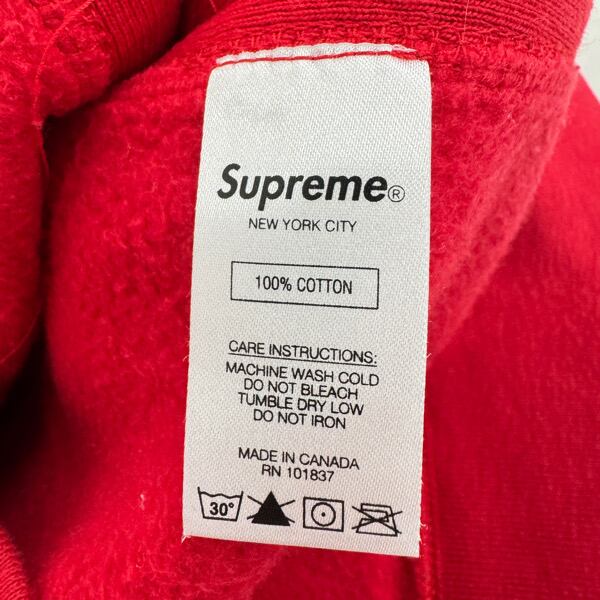 Supreme®
NEW YORK CITY
100% COTTON
CARE INSTRUCTIONS:
MACHINE WASH COLD
DO NOT BLEACH
TUMBLE DRY LOW
DO NOT IRON
MADE IN CANADA
RN 101837
30°